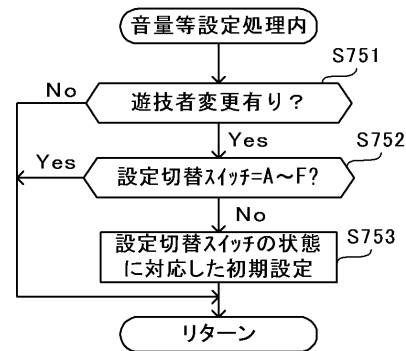 音量等設定処理内
S751
遊技者変更有り？
No
Yes
S752
設定切替ｽｲｯﾁ=A～F?
Yes
No
S753
設定切替ｽｲｯﾁの状態
に対応した初期設定
リターン